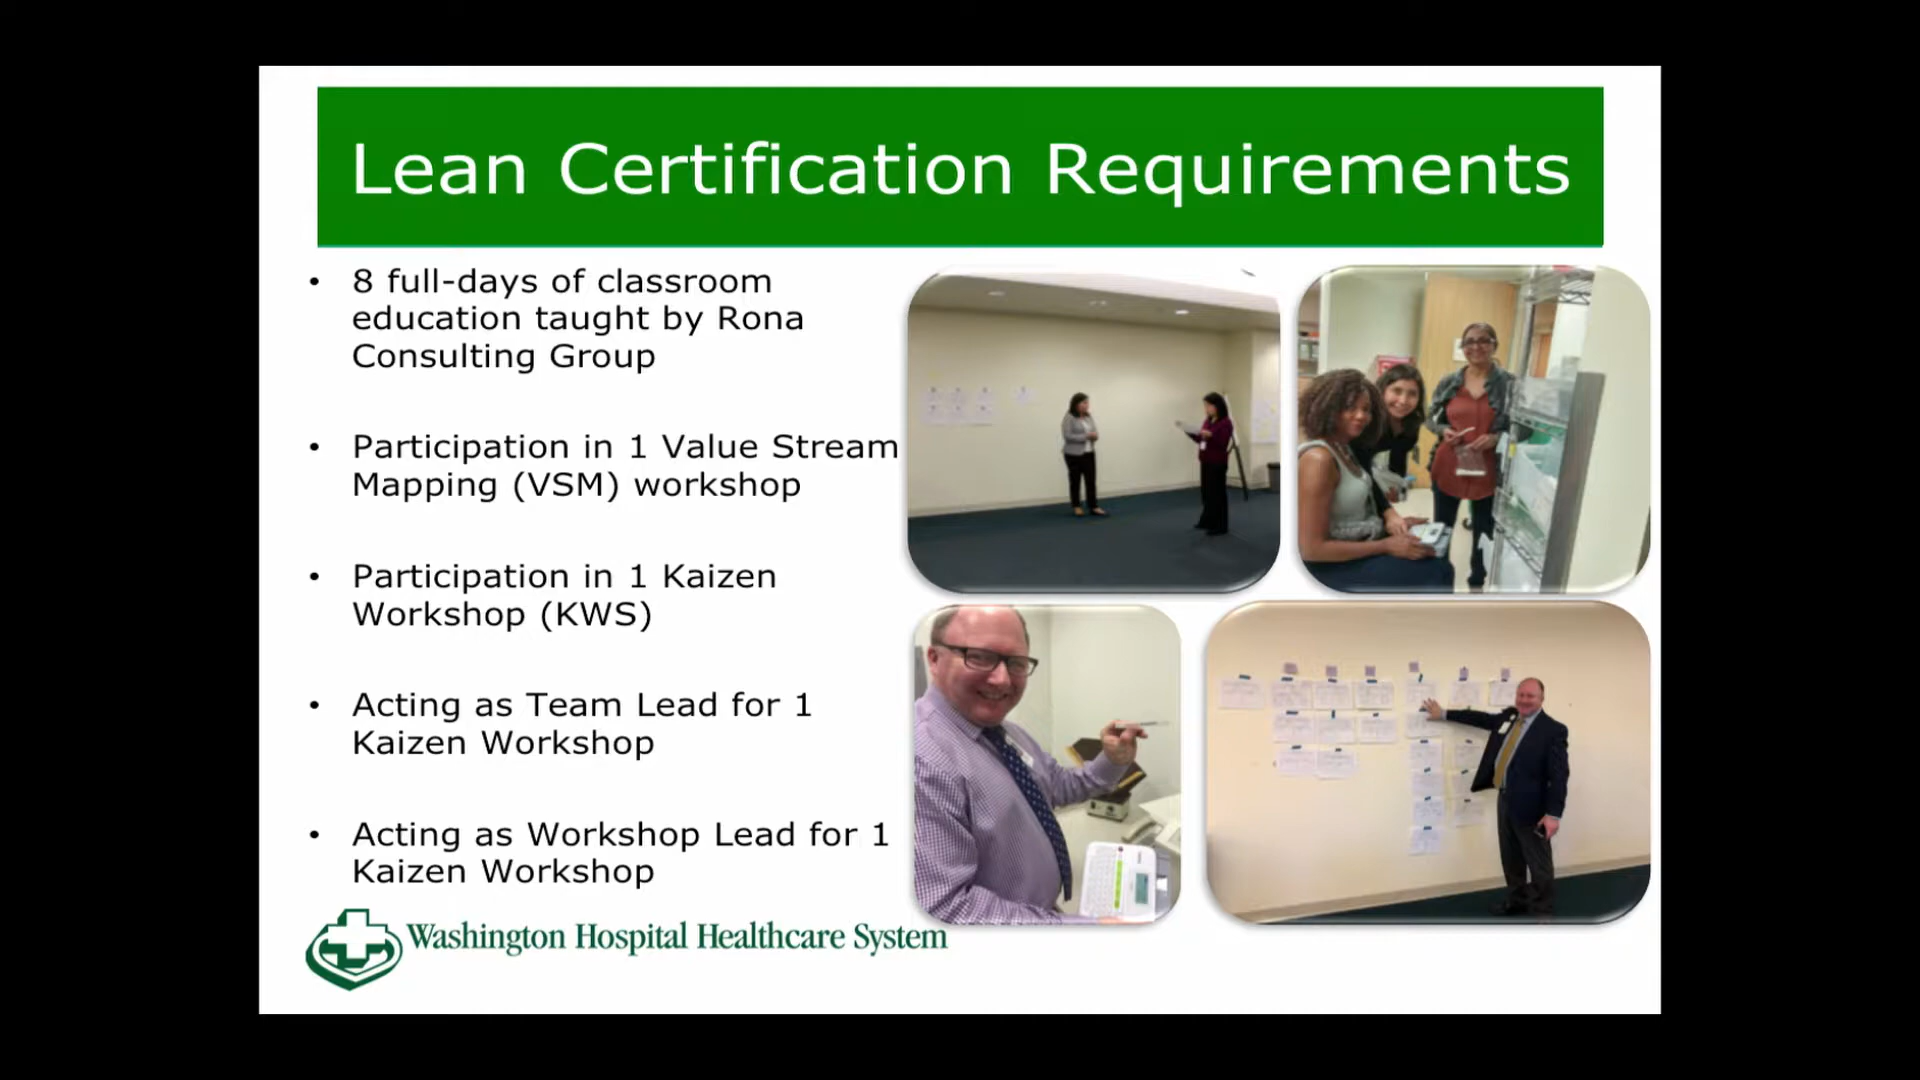 Lean Certification Requirements
• 8 full-days of classroom
education taught by Rona
Consulting Group
• Participation in 1 Value Stream
Mapping (VSM) workshop
• Participation in 1 Kaizen
Workshop (KWS)
• Acting as Team Lead for 1
Kaizen Workshop
• Acting as Workshop Lead for 1
Kaizen Workshop
Washington Hospital Healthcare System